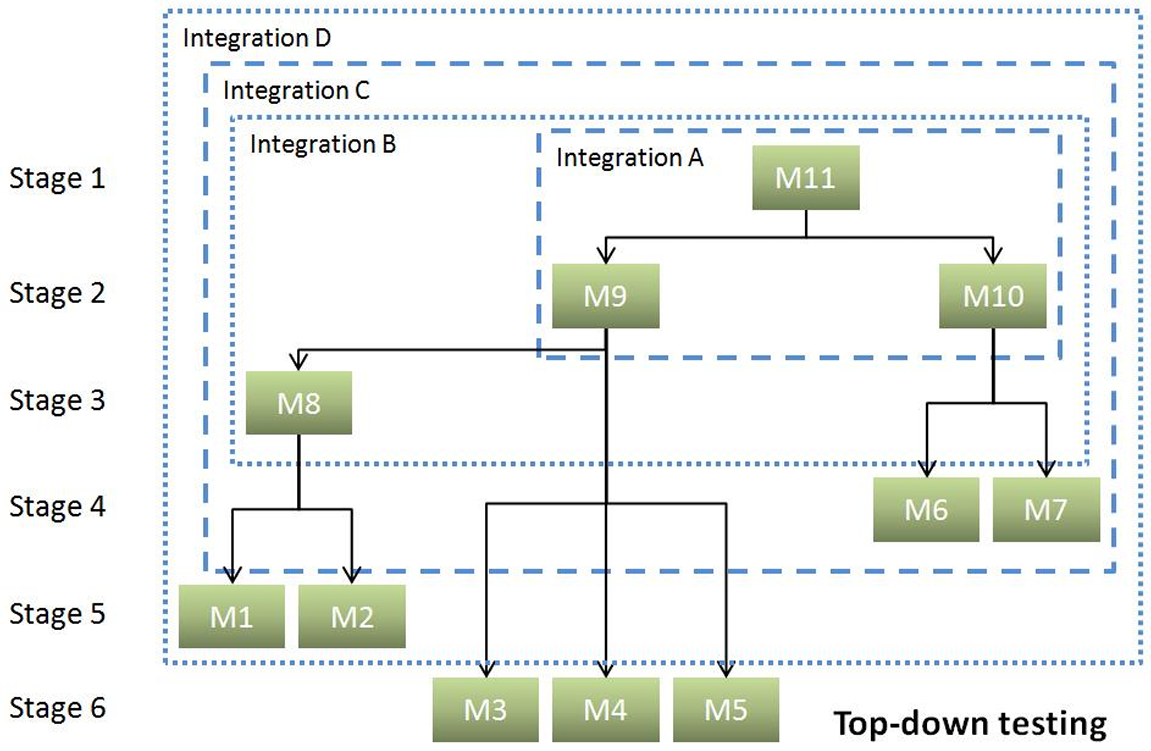 Integration D
Integration C
Integration B
Integration A
Stage 1
M11
Stage 2
M9
M10
Stage 3
M8
Stage 4
M6
M7
Stage 5
M1
M2
Stage 6
M3
M4
M5
Top-down testing